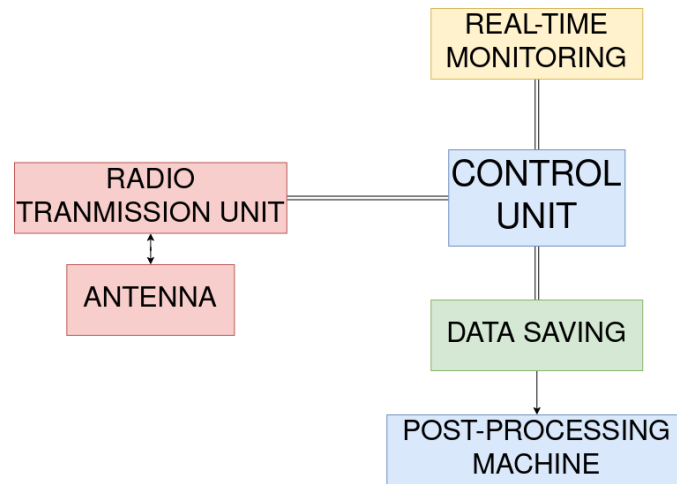 REAL-TIME
MONITORING
RADIO
TRANMISSION UNIT
CONTROL
UNIT
ANTENNA
DATA SAVING
POST-PROCESSING
MACHINE